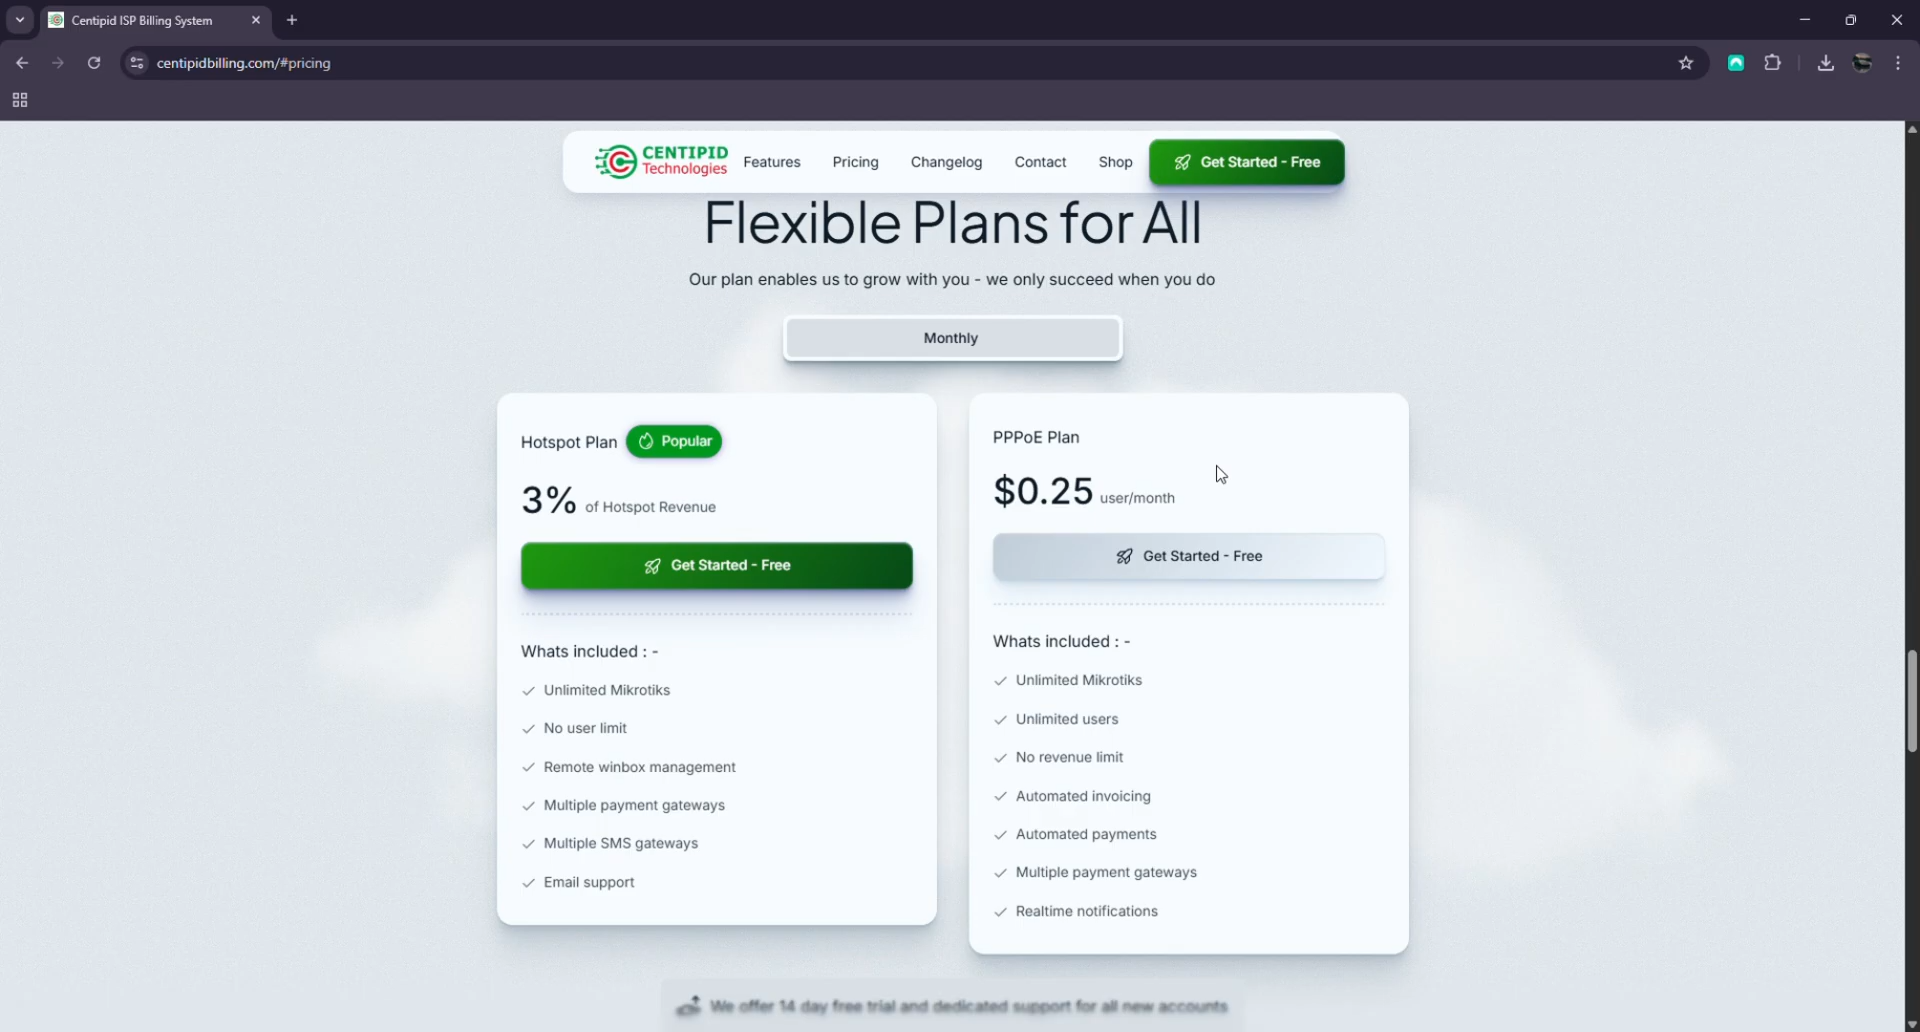 Centipid ISP Billing System
centipidbilling.com/#pricing
CENTIPID
Technologies
Features
Pricing
Changelog
Contact
Shop
Get Started - Free
Flexible Plans for All
Our plan enables us to grow with you - we only succeed when you do
Monthly
Hotspot Plan
Popular
3% of Hotspot Revenue
Get Started - Free
Whats included : -
Unlimited Mikrotiks
No user limit
Remote winbox management
Multiple payment gateways
Multiple SMS gateways
Email support
PPPoE Plan
$0.25 user/month
Get Started - Free
Whats included : -
Unlimited Mikrotiks
Unlimited users
No revenue limit
Automated invoicing
Automated payments
Multiple payment gateways
Realtime notifications
We offer 14 day free trial and dedicated support for all new accounts